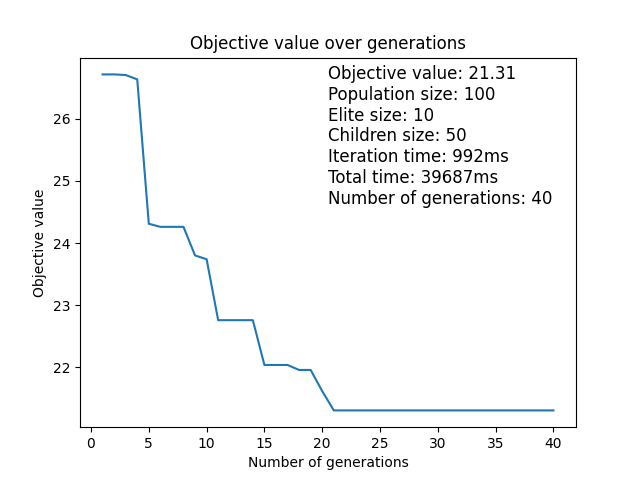 Objective value over generations
Objective value: 21.31
Population size: 100
Elite size: 10
Children size: 50
Iteration time: 992ms
Total time: 39687ms
Number of generations: 40
Objective value
26
25
24
23
22
0 5 10 15 20 25 30 35 40
Number of generations